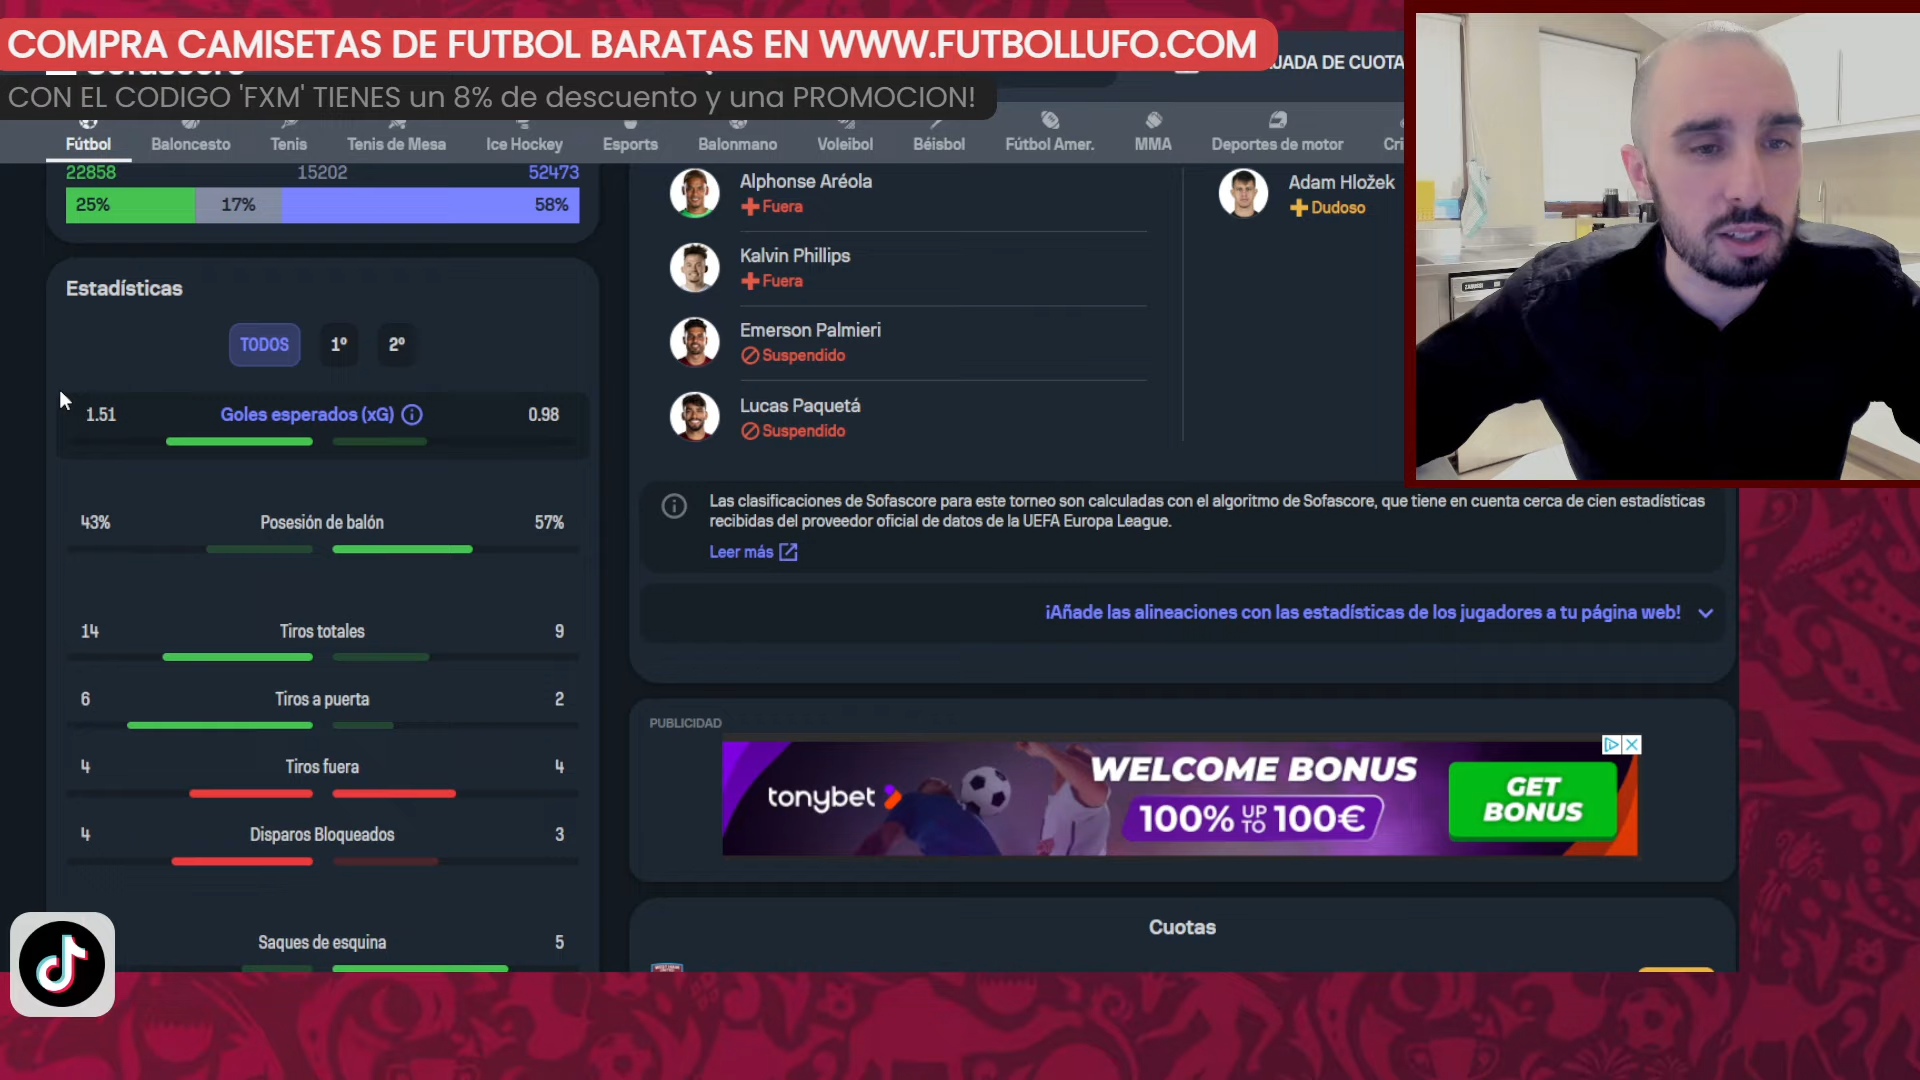 COMPRA CAMISETAS DE FUTBOL BARATAS EN WWW.FUTBOLLUFO.COM
CON EL CODIGO 'FXM' TIENES un 8% de descuento y una PROMOCION!
JADA DE CUOTA
Fútbol
Baloncesto
Tenis
Tenis de Mesa
Ice Hockey
Esports
Balonmano
Voleibol
Béisbol
Fútbol Amer.
MMA
Deportes de motor
Cri
22858
15202
52473
25%
17%
58%
Estadísticas
TODOS
1º
2º
1.51
Goles esperados (xG)
0.98
43%
Posesión de balón
57%
14
Tiros totales
9
6
Tiros a puerta
2
4
Tiros fuera
4
4
Disparos Bloqueados
3
Saques de esquina
5
Alphonse Aréola
Fuera
Kalvin Phillips
Fuera
Emerson Palmieri
Suspendido
Lucas Paquetá
Suspendido
Adam Hložek
Dudoso
Las clasificaciones de Sofascore para este torneo son calculadas con el algoritmo de Sofascore, que tiene en cuenta cerca de cien estadísticas
recibidas del proveedor oficial de datos de la UEFA Europa League.
Leer más
¡Añade las alineaciones con las estadísticas de los jugadores a tu página web!
PUBLICIDAD
tonybet
WELCOME BONUS
100% UP TO 100€
GET
BONUS
Cuotas